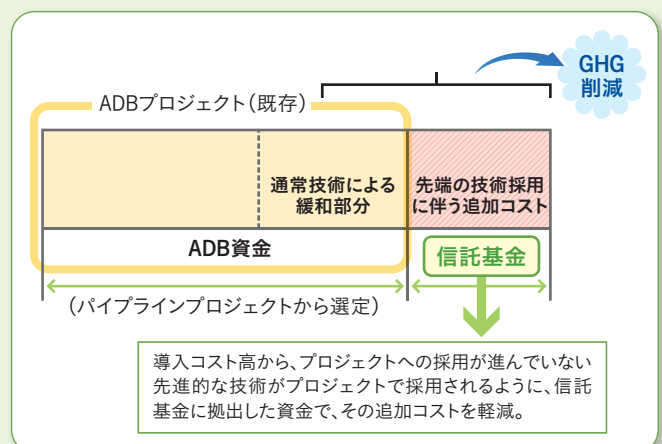 GHG
削減
ADBプロジェクト（既存）
通常技術による
緩和部分
先端の技術採用
に伴う追加コスト
ADB資金
信託基金
（パイプラインプロジェクトから選定）
導入コスト高から、プロジェクトへの採用が進んでいない
先進的な技術がプロジェクトで採用されるように、信託
基金に拠出した資金で、その追加コストを軽減。